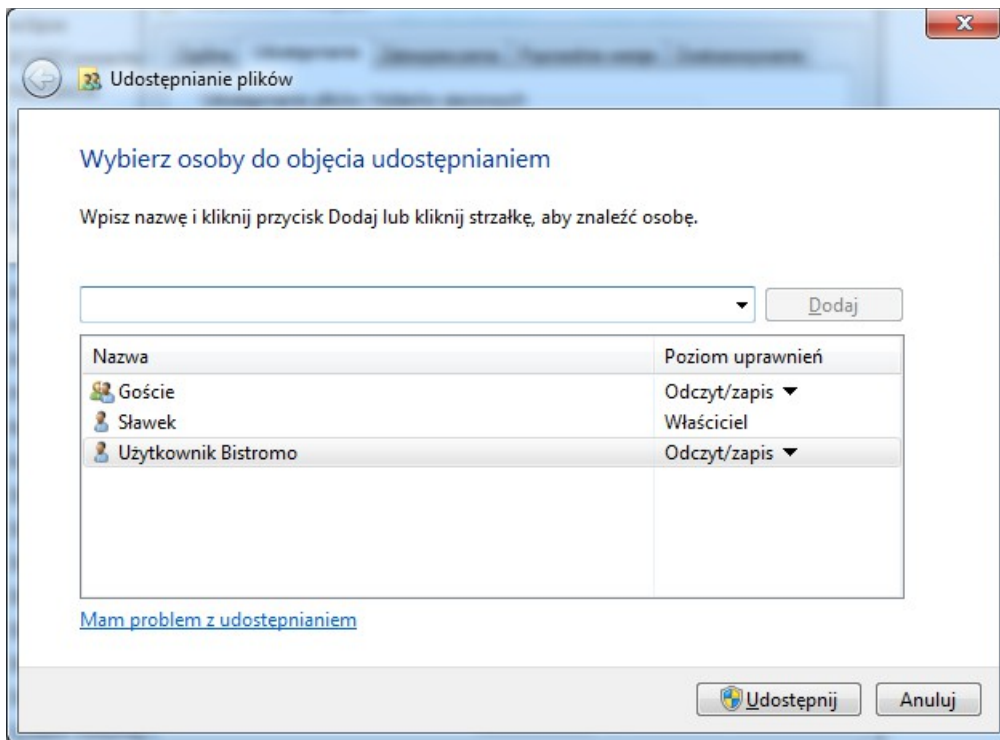 Udostępnianie plików
Wybierz osoby do objęcia udostępnianiem
Wpisz nazwę i kliknij przycisk Dodaj lub kliknij strzałkę, aby znaleźć osobę.
Dodaj
Nazwa Poziom uprawnień
Goście Odczyt/zapis
Sławek Właściciel
Użytkownik Bistromo Odczyt/zapis
Mam problem z udostępnianiem
Udostępnij Anuluj